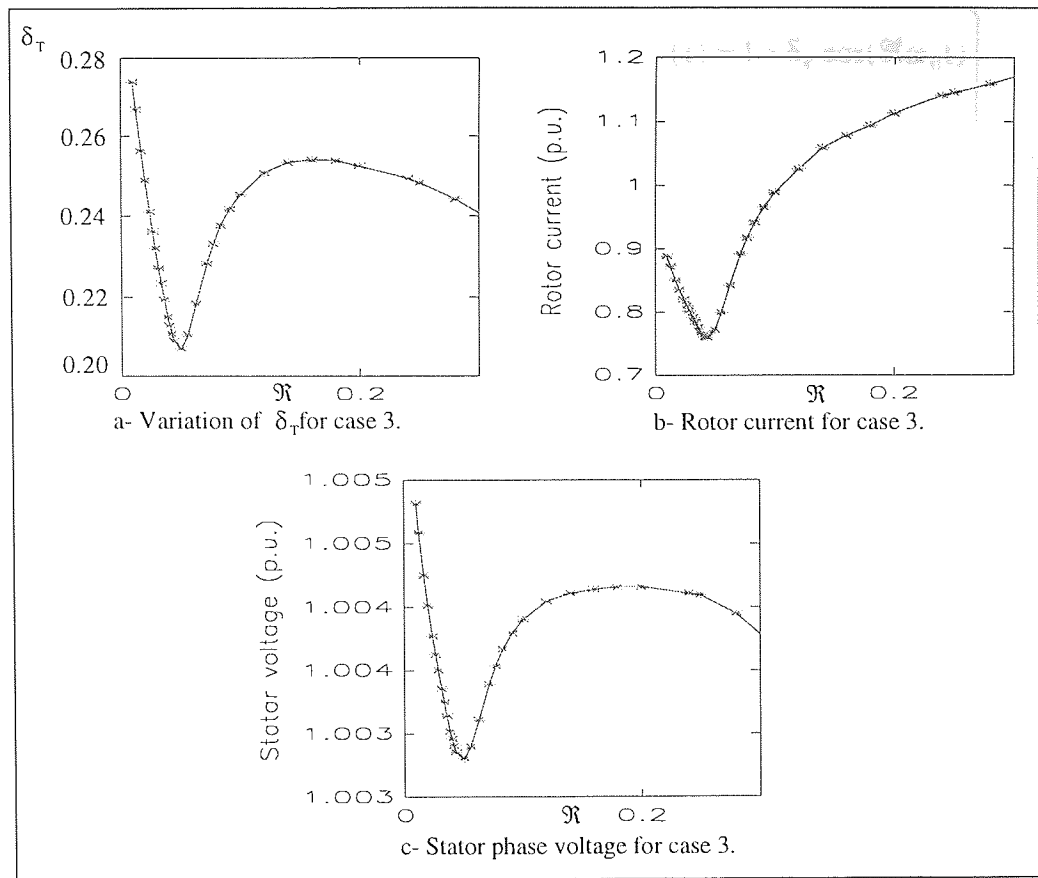 δT
0.28
0.26
0.24
0.22
0.20
0
ℜ
0.2
a- Variation of δT for case 3.
Rotor current (p.u.)
1.2
1.1
1
0.9
0.8
0.7
0
ℜ
0.2
b- Rotor current for case 3.
Stator voltage (p.u.)
1.005
1.005
1.004
1.004
1.003
1.003
0
ℜ
0.2
c- Stator phase voltage for case 3.